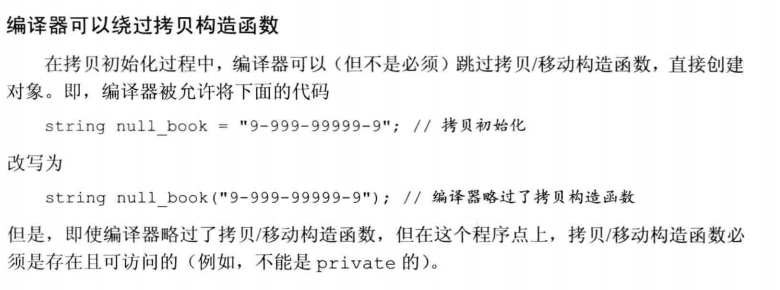 编译器可以绕过拷贝构造函数
在拷贝初始化过程中，编译器可以（但不是必须）跳过拷贝/移动构造函数，直接创建
对象。即，编译器被允许将下面的代码
string null_book = "9-999-99999-9"; // 拷贝初始化
改写为
string null_book("9-999-99999-9"); // 编译器略过了拷贝构造函数
但是，即使编译器略过了拷贝/移动构造函数，但在这个程序点上，拷贝/移动构造函数必
须是存在且可访问的（例如，不能是 private 的）。